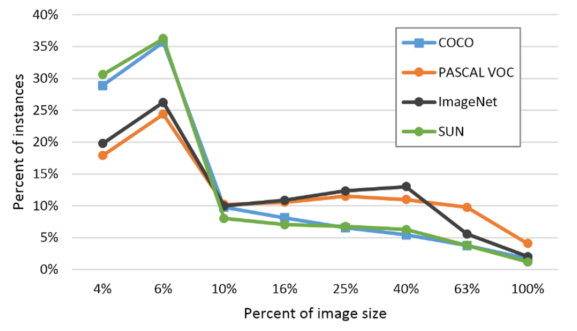 40%
35%
30%
25%
20%
15%
10%
5%
0%
Percent of instances
COCO
PASCAL VOC
ImageNet
SUN
4% 6% 10% 16% 25% 40% 63% 100%
Percent of image size